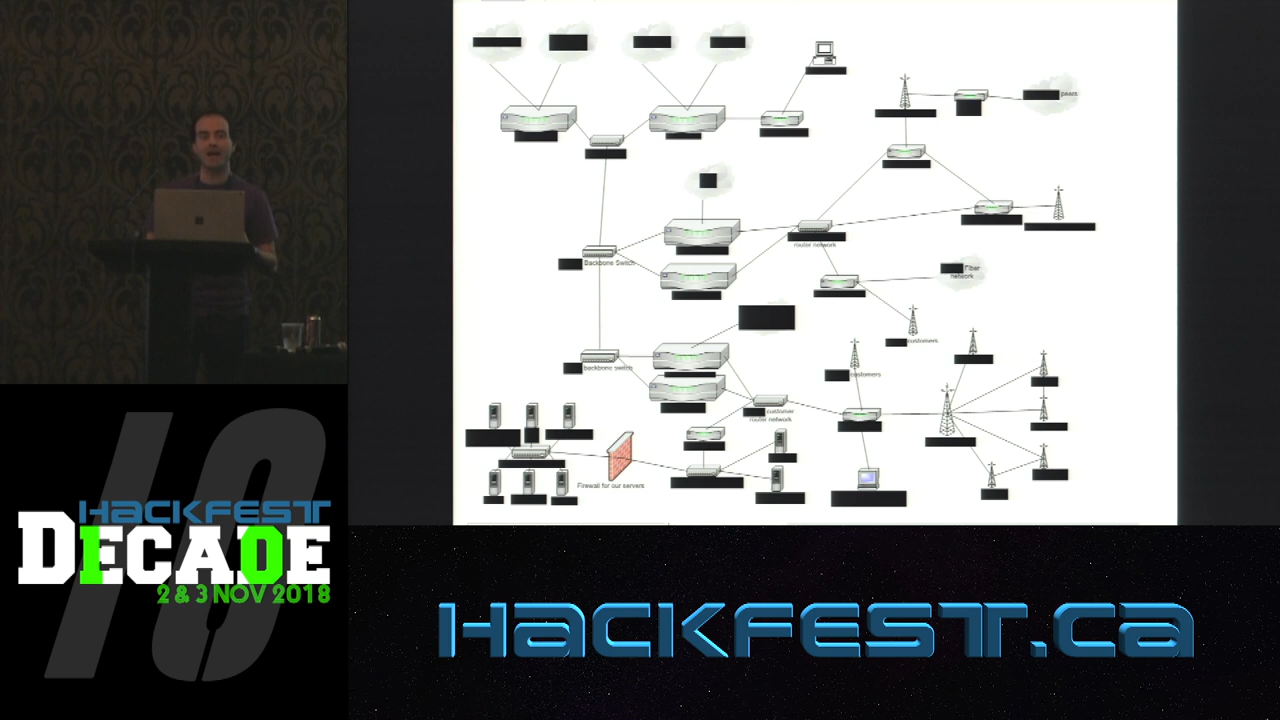 peers
router network
Backbone Switch
Fiber
network
customers
backbone switch
customers
customer
router network
Firewall for our servers
10
HACKFEST
DECADE
2 & 3 NOV 2018
HACKFEST.Ca